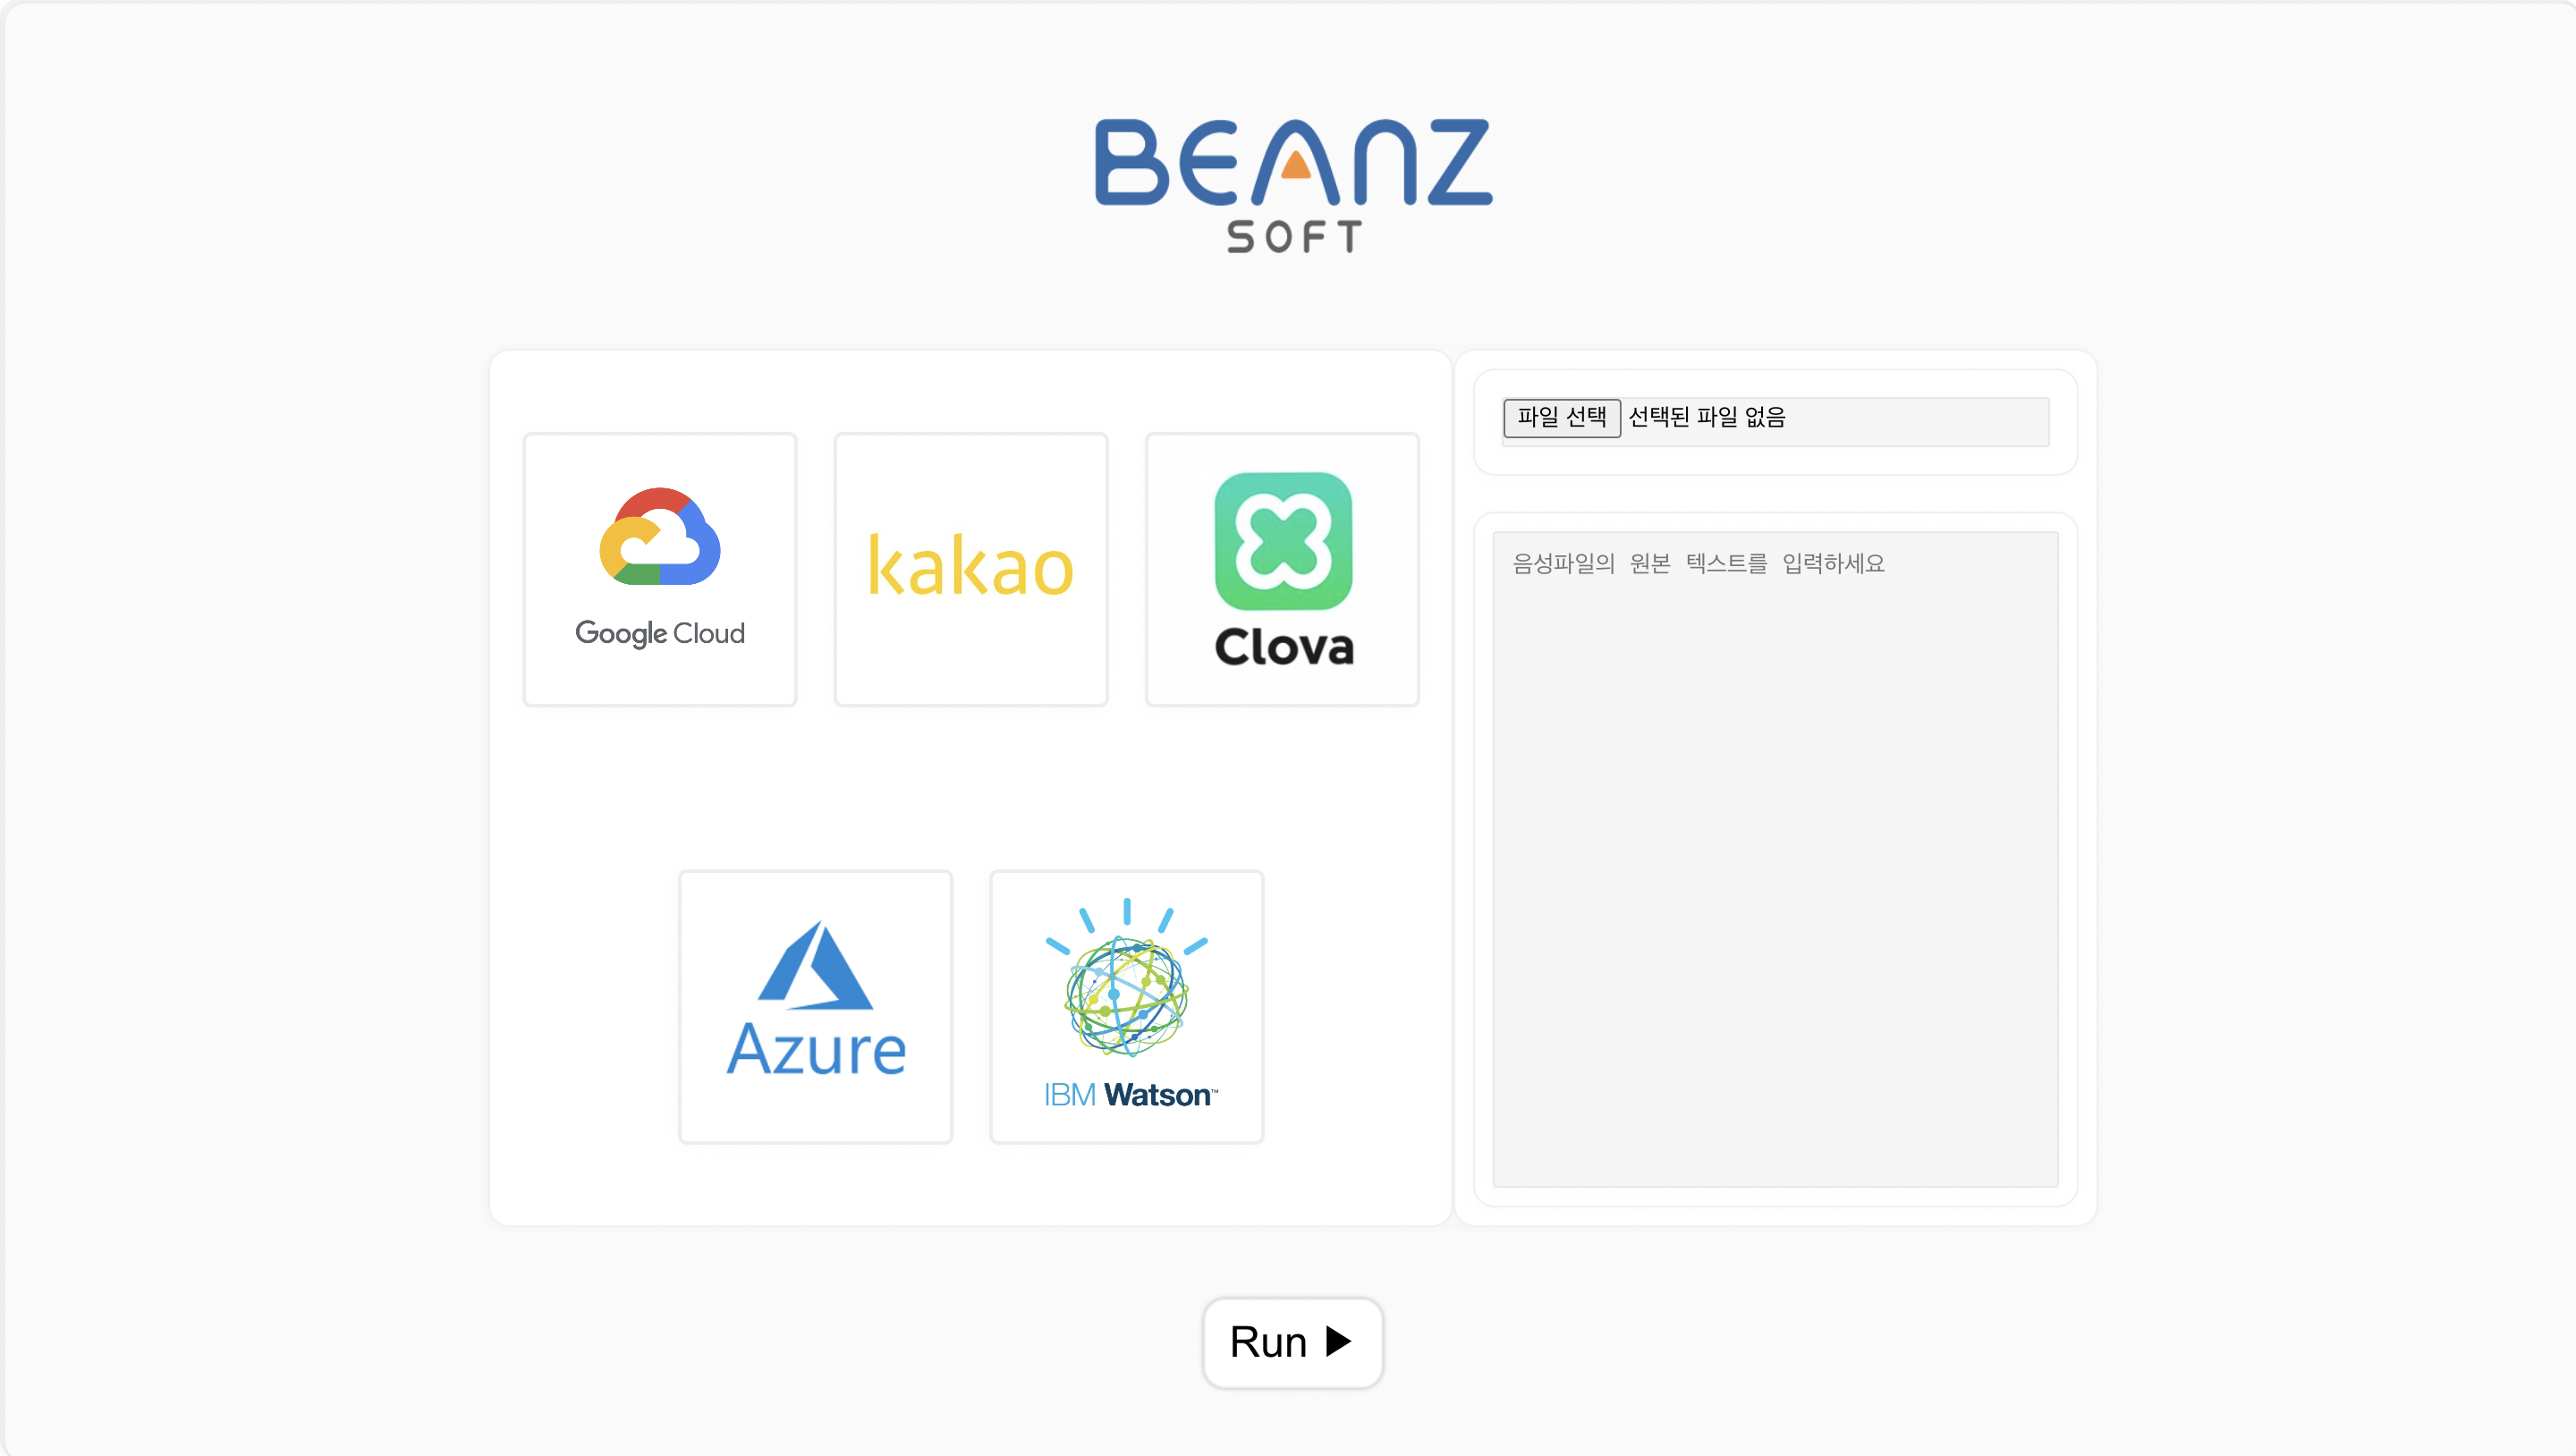 BEANZ
SOFT
Google Cloud
kakao
Clova
Azure
IBM Watson™
파일 선택 선택된 파일 없음
음성파일의 원본 텍스트를 입력하세요
Run ▶